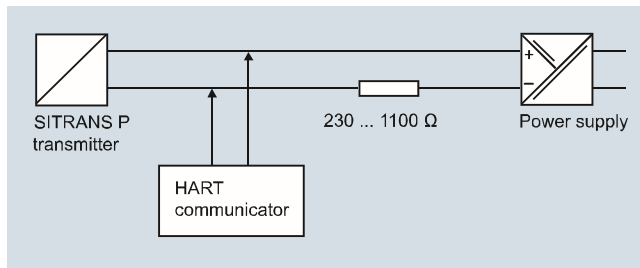 +
−
SITRANS P
transmitter
230 ... 1100 Ω
Power supply
HART
communicator